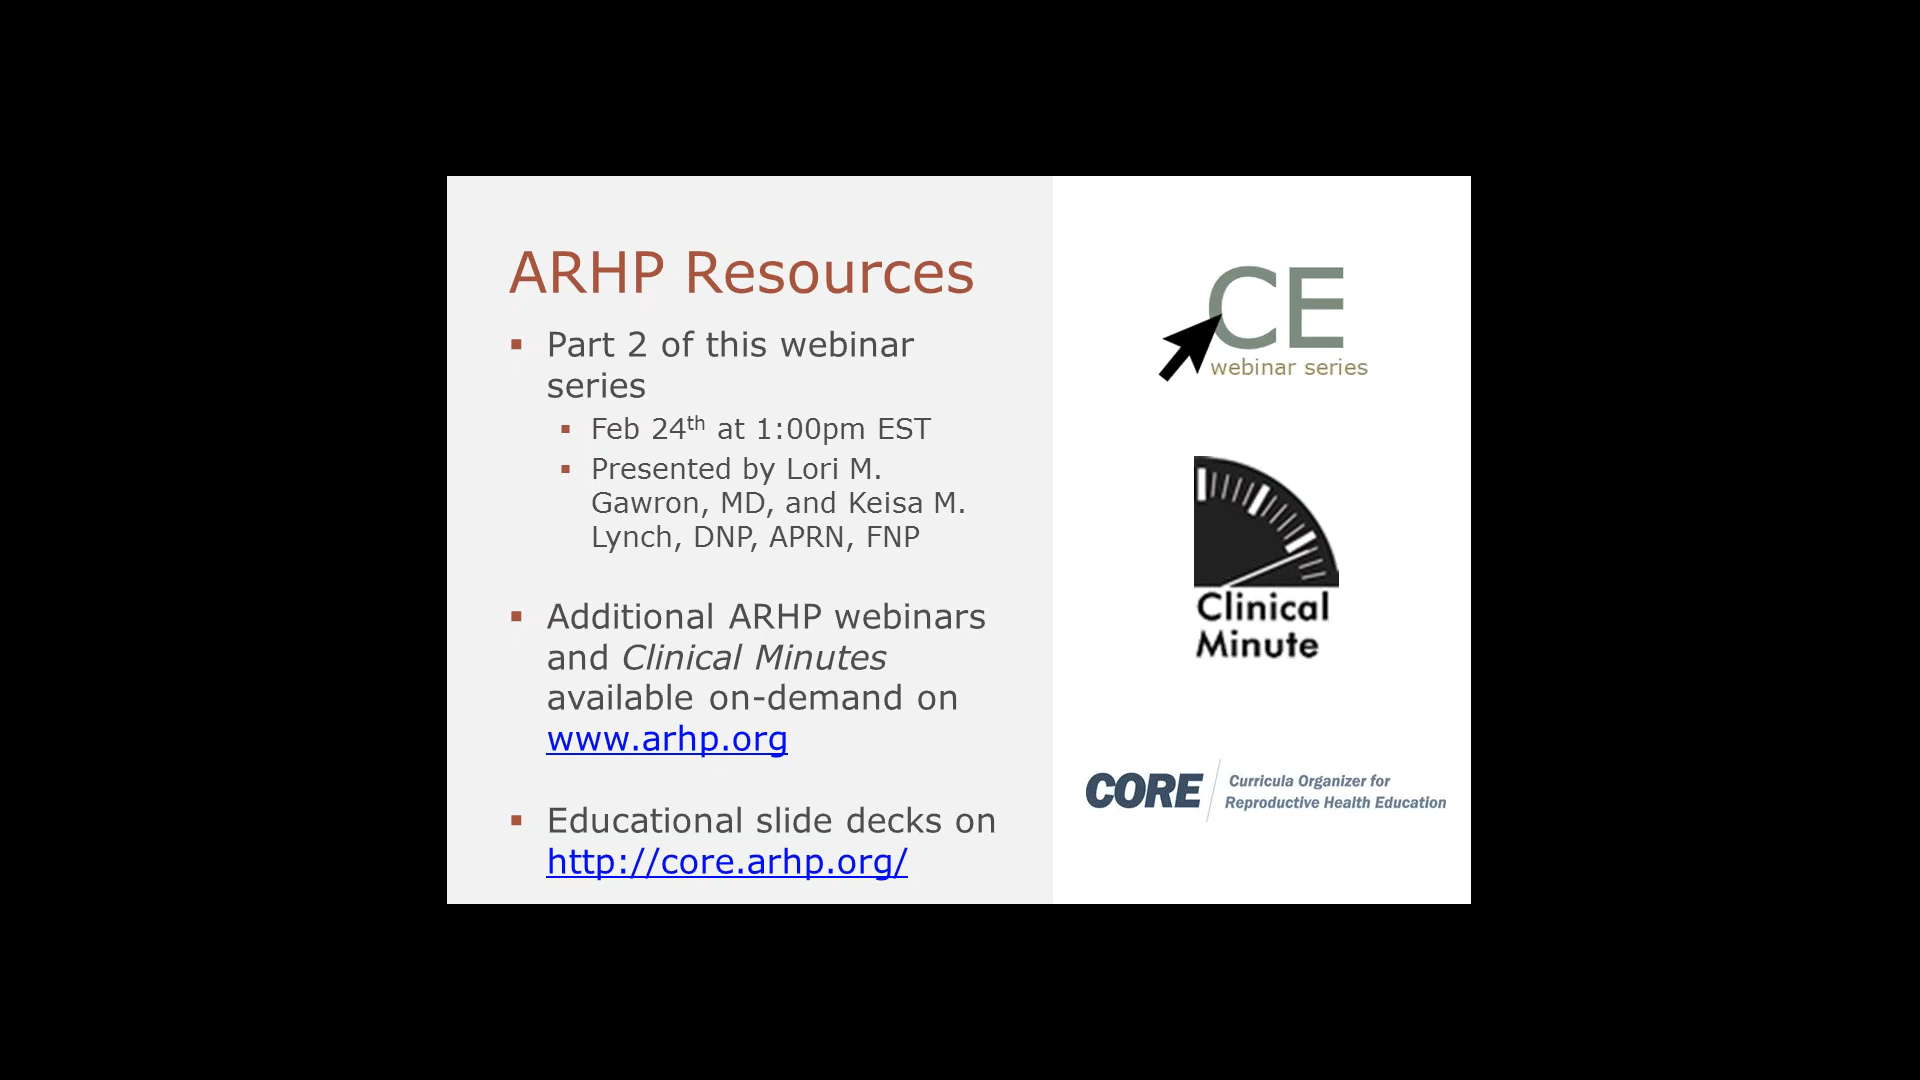 ARHP Resources
▪ Part 2 of this webinar
series
▪ Feb 24th at 1:00pm EST
▪ Presented by Lori M.
Gawron, MD, and Keisa M.
Lynch, DNP, APRN, FNP
▪ Additional ARHP webinars
and Clinical Minutes
available on-demand on
www.arhp.org
▪ Educational slide decks on
http://core.arhp.org/
CE
webinar series
Clinical
Minute
CORE
Curricula Organizer for
Reproductive Health Education